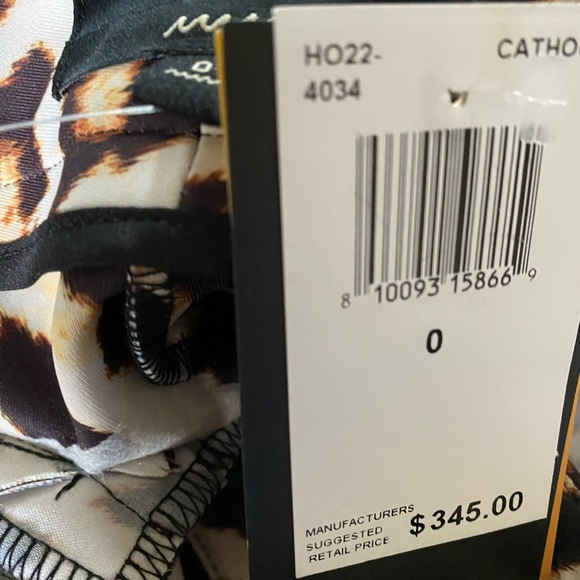 HO22-
4034
CATHO
8 10093 15866 9
0
MANUFACTURERS
SUGGESTED
RETAIL PRICE
$345.00